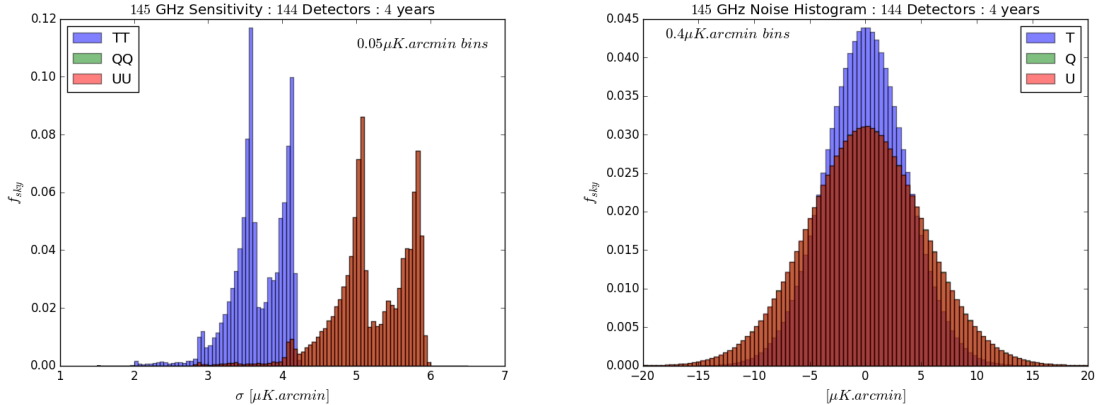 145 GHz Sensitivity : 144 Detectors : 4 years
0.12
0.10
0.08
0.06
0.04
0.02
0.00
f_sky
TT
QQ
UU
0.05μK.arcmin bins
1 2 3 4 5 6 7
σ [μK.arcmin]
145 GHz Noise Histogram : 144 Detectors : 4 years
0.045
0.040
0.035
0.030
0.025
0.020
0.015
0.010
0.005
0.000
f_sky
0.4μK.arcmin bins
T
Q
U
−20 −15 −10 −5 0 5 10 15 20
[μK.arcmin]